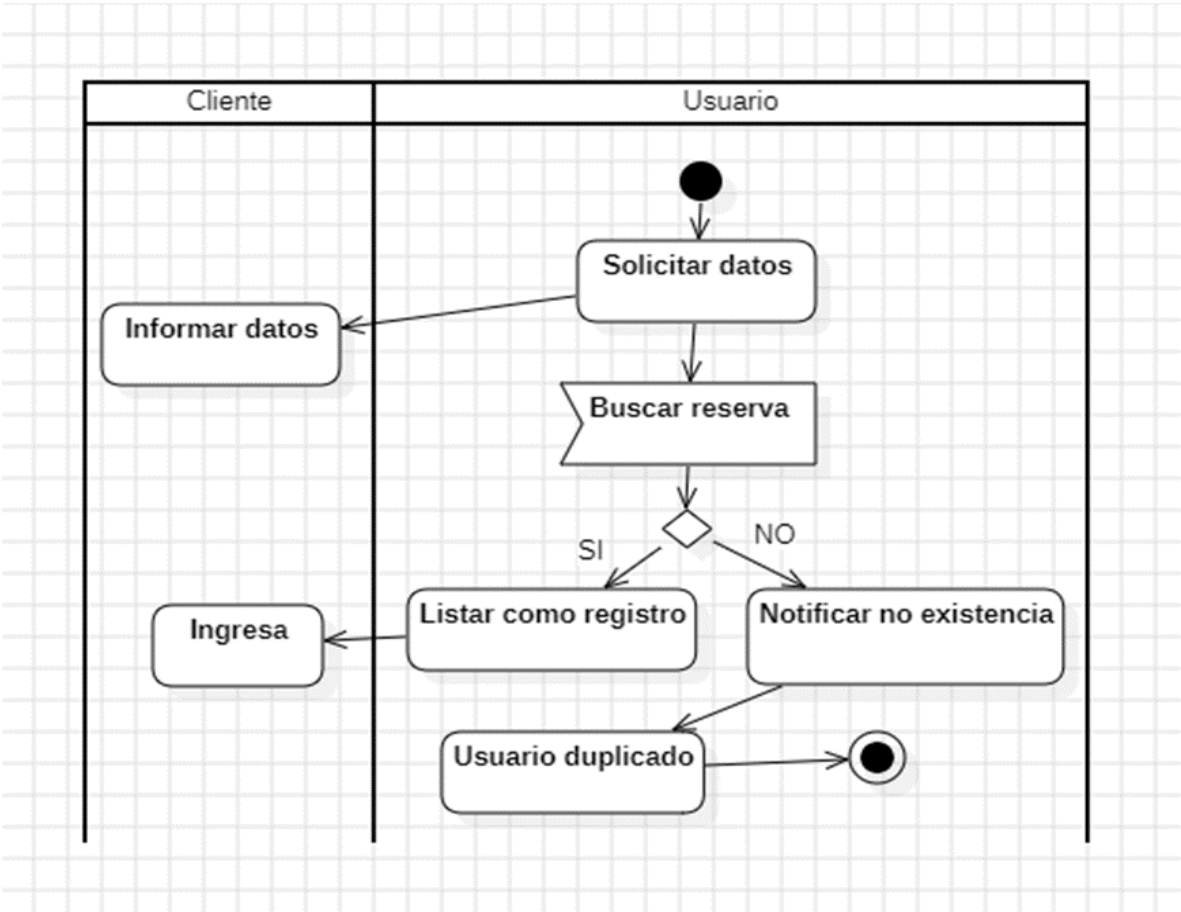 Cliente
Usuario
Solicitar datos
Informar datos
Buscar reserva
SI
NO
Listar como registro
Notificar no existencia
Ingresa
Usuario duplicado